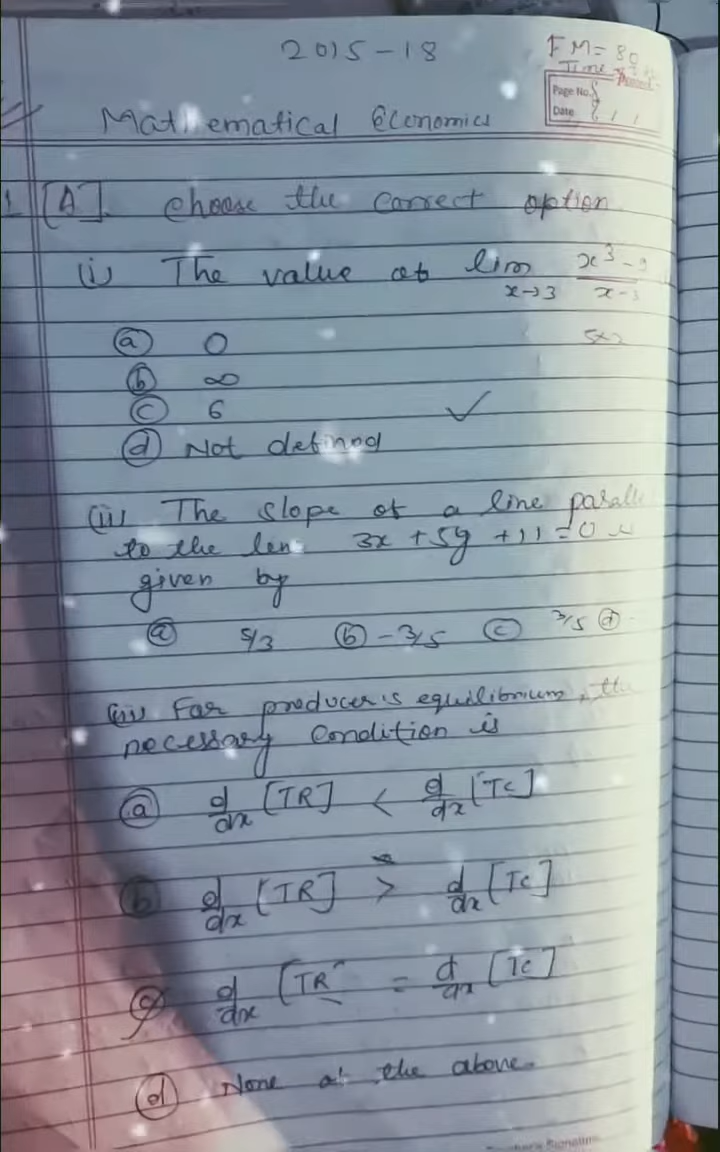 2015-18
FM = 80
Time
Page No.
Date
Mathematical Economics
1 [A]. Choose the correct option
(i) The value of lim x→3 x³ - 9 / x - 3
(a) 0
(b) ∞
(c) 6 ✓
(d) Not defined
(ii) The slope of a line
to the len 3x + 5y + 11 = 0
given by
(a) 5/3 (b) - 3/5 (c) 3/5 (d)
(iii) For producer's equilibrium, the
necessary condition is
(a) d/dx [TR] < d/dx [TC]
(b) d/dx [TR] > d/dx [TC]
(c) d/dx [TR] = d/dx [TC]
(d) None of the above.